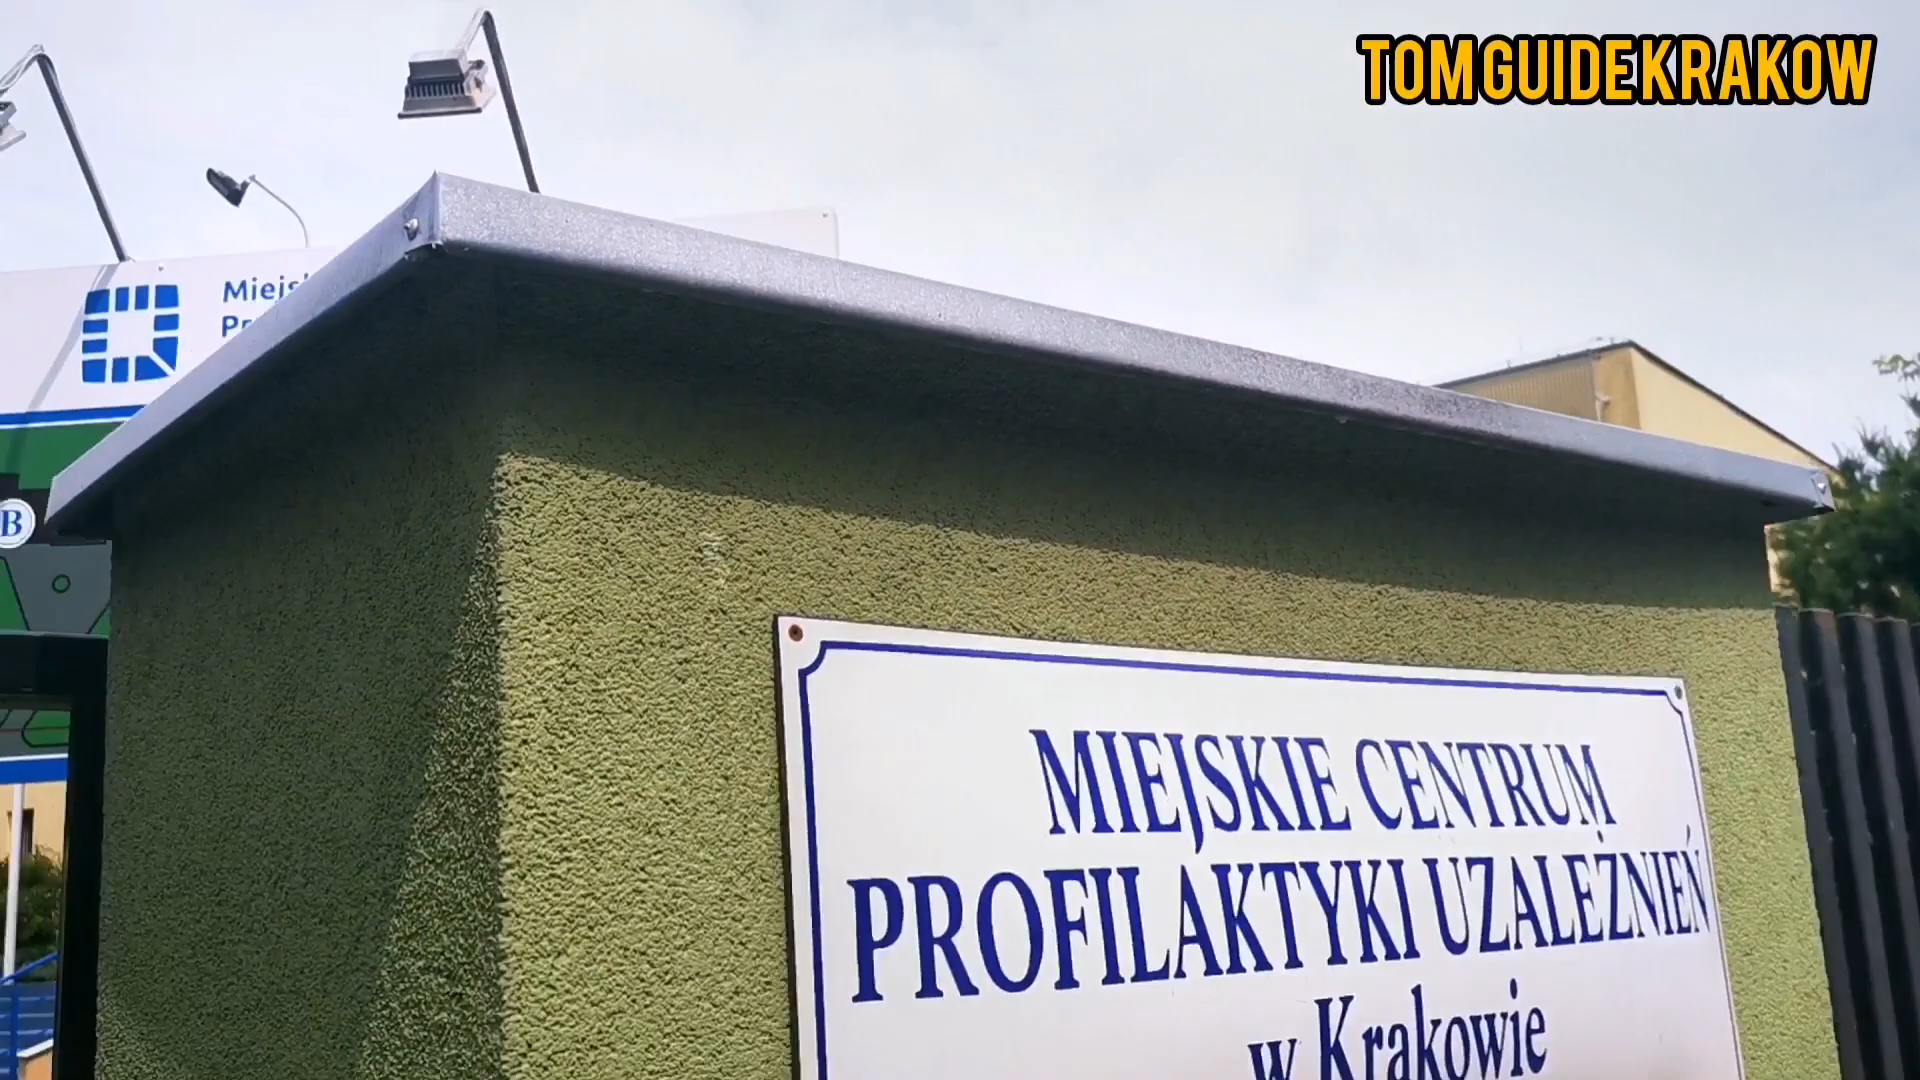 TOMGUIDEKRAKOW
B
MIEJSKIE CENTRUM
PROFILAKTYKI UZALEŻNIEŃ
w Krakowie